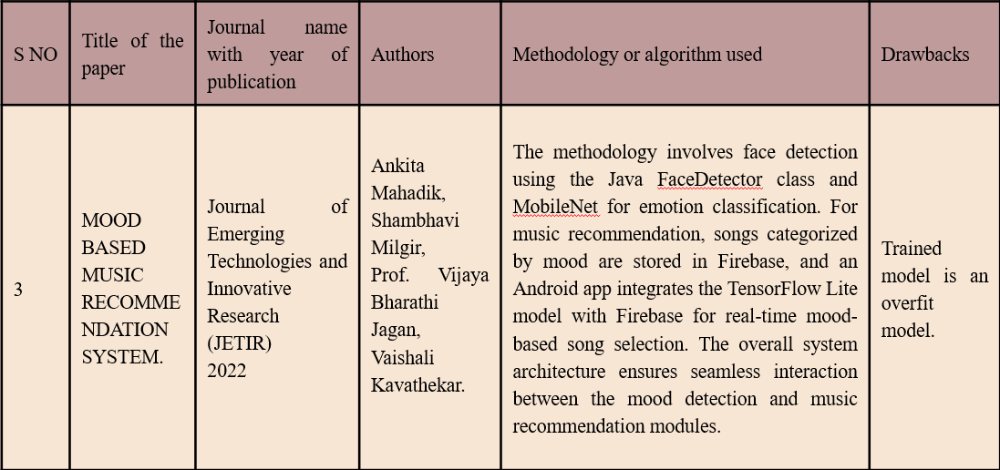 S NO
Title of the
paper
Journal name
with year of
publication
Authors
Methodology or algorithm used
Drawbacks
3
MOOD
BASED
MUSIC
RECOMME
NDATION
SYSTEM.
Journal of
Emerging
Technologies and
Innovative
Research
(JETIR)
2022
Ankita
Mahadik,
Shambhavi
Milgir,
Prof. Vijaya
Bharathi
Jagan,
Vaishali
Kavathekar.
The methodology involves face detection
using the Java FaceDetector class and
MobileNet for emotion classification. For
music recommendation, songs categorized
by mood are stored in Firebase, and an
Android app integrates the TensorFlow Lite
model with Firebase for real-time mood-
based song selection. The overall system
architecture ensures seamless interaction
between the mood detection and music
recommendation modules.
Trained
model is an
overfit
model.